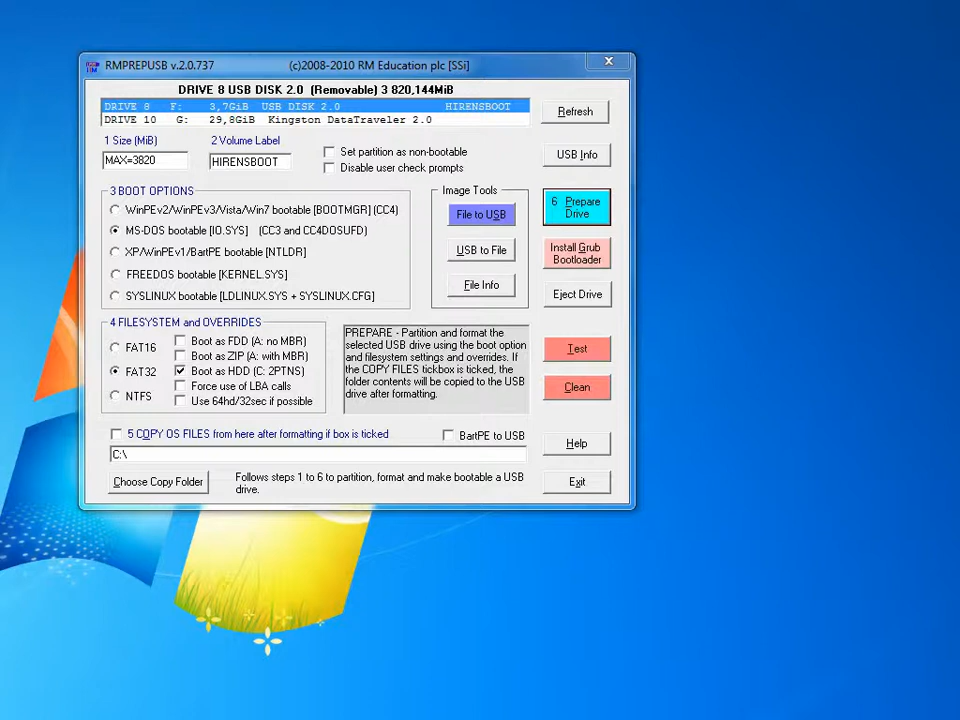 RMPREPUSB v.2.0.737 (c)2008-2010 RM Education plc [SSi]
DRIVE 8 USB DISK 2.0 (Removable) 3 820,144MiB
DRIVE 8 F: 3,7GiB USB DISK 2.0 HIRENSBOOT
DRIVE 10 G: 29,8GiB Kingston DataTraveler 2.0
Refresh
1 Size (MiB)
2 Volume Label
MAX=3820
HIRENSBOOT
Set partition as non-bootable
Disable user check prompts
USB Info
3 BOOT OPTIONS
WinPEv2/WinPEv3/Vista/Win7 bootable [BOOTMGR] (CC4)
MS-DOS bootable [IO.SYS] (CC3 and CC4DOSUFD)
XP/WinPEv1/BartPE bootable [NTLDR]
FREEDOS bootable [KERNEL.SYS]
SYSLINUX bootable [LDLINUX.SYS + SYSLINUX.CFG]
Image Tools
File to USB
USB to File
File Info
6 Prepare
Drive
Install Grub
Bootloader
Eject Drive
4 FILESYSTEM and OVERRIDES
FAT16
FAT32
NTFS
Boot as FDD (A: no MBR)
Boot as ZIP (A: with MBR)
Boot as HDD (C: 2PTNS)
Force use of LBA calls
Use 64hd/32sec if possible
PREPARE - Partition and format the
selected USB drive using the boot option
and filesystem settings and overrides. If
the COPY FILES tickbox is ticked, the
folder contents will be copied to the USB
drive after formatting.
Test
Clean
5 COPY OS FILES from here after formatting if box is ticked
BartPE to USB
C:\
Help
Choose Copy Folder
Follows steps 1 to 6 to partition, format and make bootable a USB
drive.
Exit